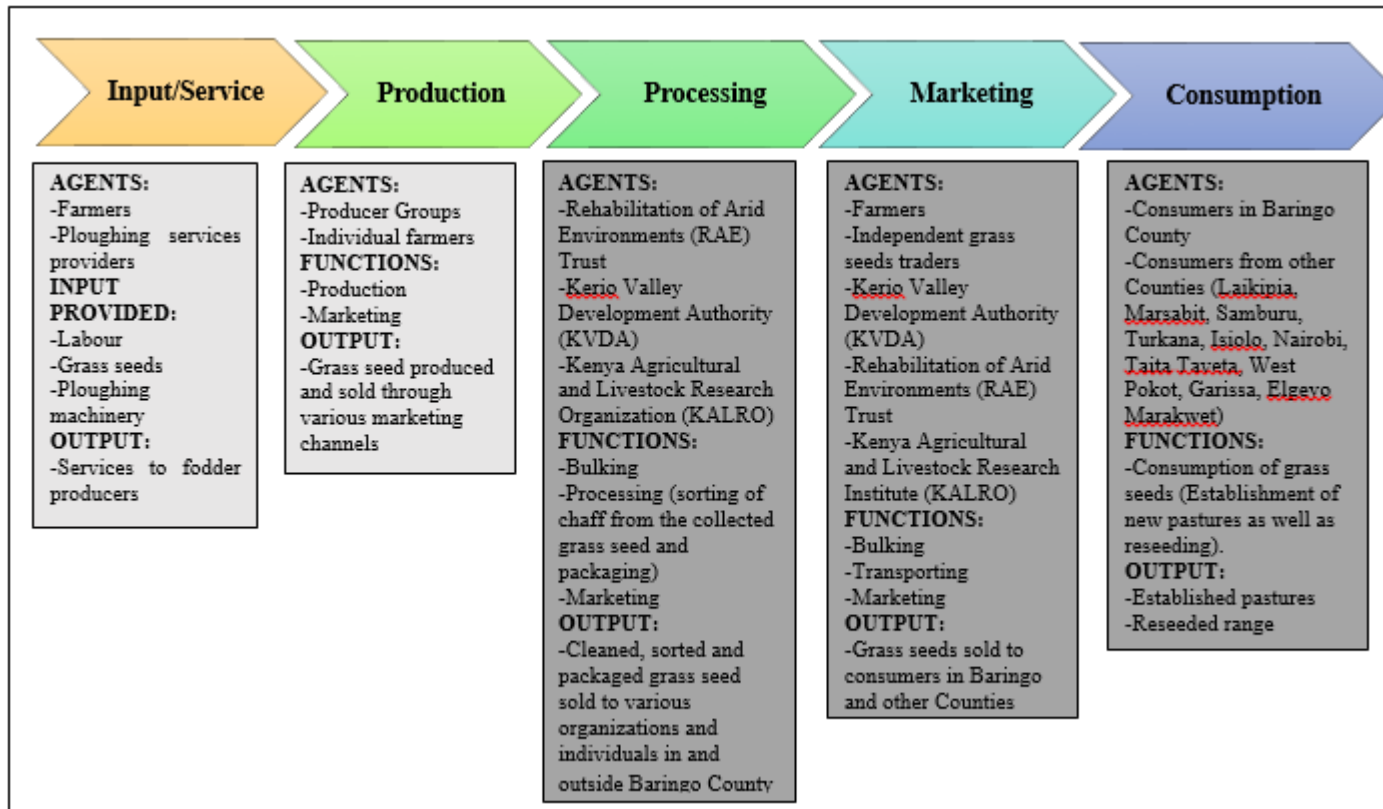 Input/Service
Production
Processing
Marketing
Consumption
AGENTS:
-Farmers
-Ploughing services
providers
INPUT
PROVIDED:
-Labour
-Grass seeds
-Ploughing
machinery
OUTPUT:
-Services to fodder
producers
AGENTS:
-Producer Groups
-Individual farmers
FUNCTIONS:
-Production
-Marketing
OUTPUT:
-Grass seed produced
and sold through
various marketing
channels
AGENTS:
-Rehabilitation of Arid
Environments (RAE)
Trust
-Kerio Valley
Development Authority
(KVDA)
-Kenya Agricultural
and Livestock Research
Organization (KALRO)
FUNCTIONS:
-Bulking
-Processing (sorting of
chaff from the collected
grass seed and
packaging)
-Marketing
OUTPUT:
-Cleaned, sorted and
packaged grass seed
sold to various
organizations and
individuals in and
outside Baringo County
AGENTS:
-Farmers
-Independent grass
seeds traders
-Kerio Valley
Development Authority
(KVDA)
-Rehabilitation of Arid
Environments (RAE)
Trust
-Kenya Agricultural
and Livestock Research
Institute (KALRO)
FUNCTIONS:
-Bulking
-Transporting
-Marketing
OUTPUT:
-Grass seeds sold to
consumers in Baringo
and other Counties
AGENTS:
-Consumers in Baringo
County
-Consumers from other
Counties (Laikipia,
Marsabit, Samburu,
Turkana, Isiolo, Nairobi,
Taita Taveta, West
Pokot, Garissa, Elgeyo
Marakwet)
FUNCTIONS:
-Consumption of grass
seeds (Establishment of
new pastures as well as
reseeding).
OUTPUT:
-Established pastures
-Reseeded range